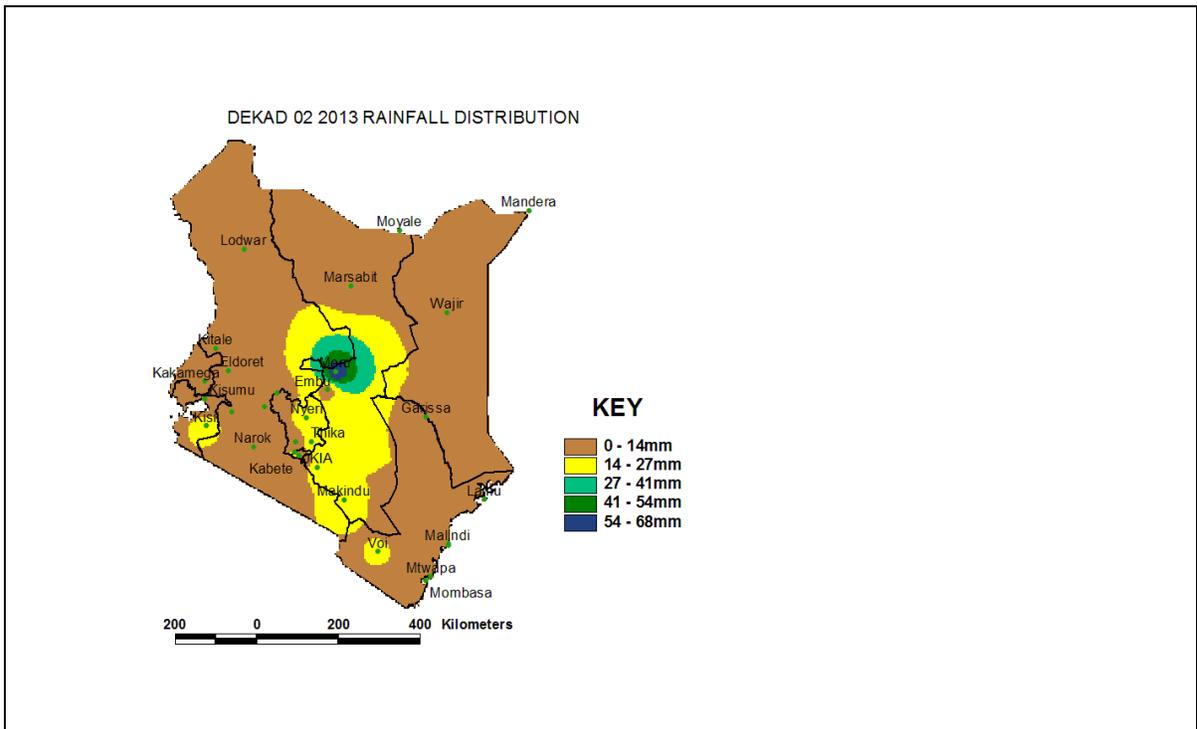 DEKAD 02 2013 RAINFALL DISTRIBUTION
Mandera
Moyale
Lodwar
Marsabit
Wajir
Kitale
Eldoret
Meru
Kakamega
Embu
Kisumu
Nyeri
Garissa
Kisii
Thika
Narok
JKIA
Kabete
Makindu
Lamu
Voi
Malindi
Mtwapa
Mombasa
KEY
0 - 14mm
14 - 27mm
27 - 41mm
41 - 54mm
54 - 68mm
200 0 200 400 Kilometers